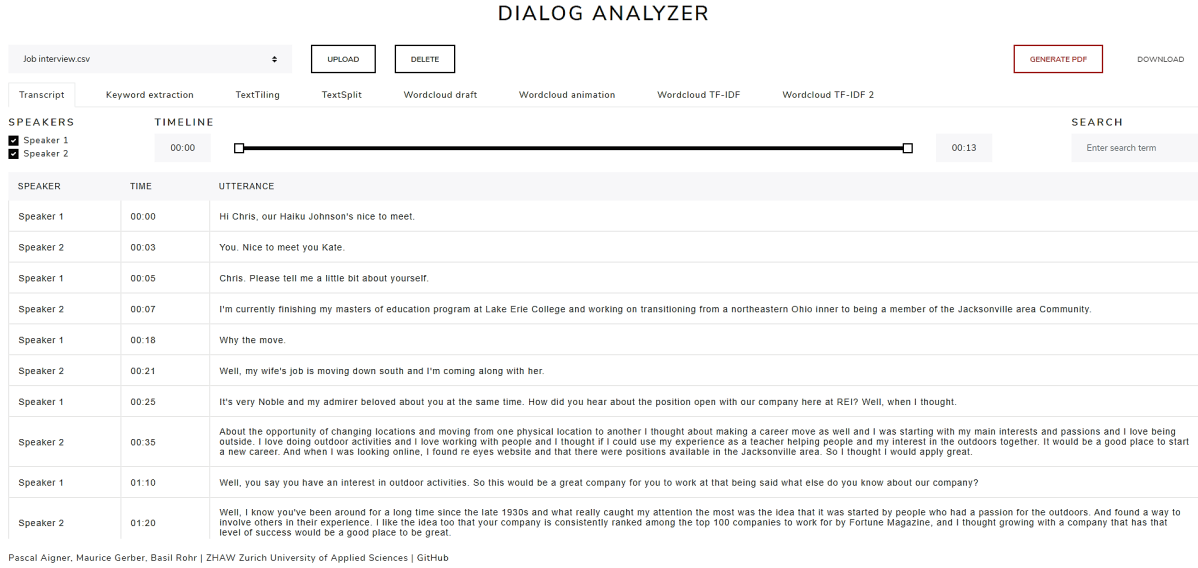 DIALOG ANALYZER
Job interview.csv
UPLOAD
DELETE
GENERATE PDF
DOWNLOAD
Transcript
Keyword extraction
TextTiling
TextSplit
Wordcloud draft
Wordcloud animation
Wordcloud TF-IDF
Wordcloud TF-IDF 2
SPEAKERS
TIMELINE
SEARCH
Speaker 1
Speaker 2
00:00
00:13
Enter search term
SPEAKER TIME UTTERANCE
Speaker 1 00:00 Hi Chris, our Haiku Johnson's nice to meet.
Speaker 2 00:03 You. Nice to meet you Kate.
Speaker 1 00:05 Chris. Please tell me a little bit about yourself.
Speaker 2 00:07 I'm currently finishing my masters of education program at Lake Erie College and working on transitioning from a northeastern Ohio inner to being a member of the Jacksonville area Community.
Speaker 1 00:18 Why the move.
Speaker 2 00:21 Well, my wife's job is moving down south and I'm coming along with her.
Speaker 1 00:25 It's very Noble and my admirer beloved about you at the same time. How did you hear about the position open with our company here at REI? Well, when I thought.
Speaker 2 00:35 About the opportunity of changing locations and moving from one physical location to another I thought about making a career move as well and I was starting with my main interests and passions and I love being
outside. I love doing outdoor activities and I love working with people and I thought if I could use my experience as a teacher helping people and my interest in the outdoors together. It would be a good place to start
a new career. And when I was looking online, I found re eyes website and that there were positions available in the Jacksonville area. So I thought I would apply great.
Speaker 1 01:10 Well, you say you have an interest in outdoor activities. So this would be a great company for you to work at that being said what else do you know about our company?
Speaker 2 01:20 Well, I know you've been around for a long time since the late 1930s and what really caught my attention the most was the idea that it was started by people who had a passion for the outdoors. And found a way to
involve others in their experience. I like the idea too that your company is consistently ranked among the top 100 companies to work for by Fortune Magazine, and I thought growing with a company that has that
level of success would be a good place to be great.
Pascal Aigner, Maurice Gerber, Basil Rohr | ZHAW Zurich University of Applied Sciences | GitHub